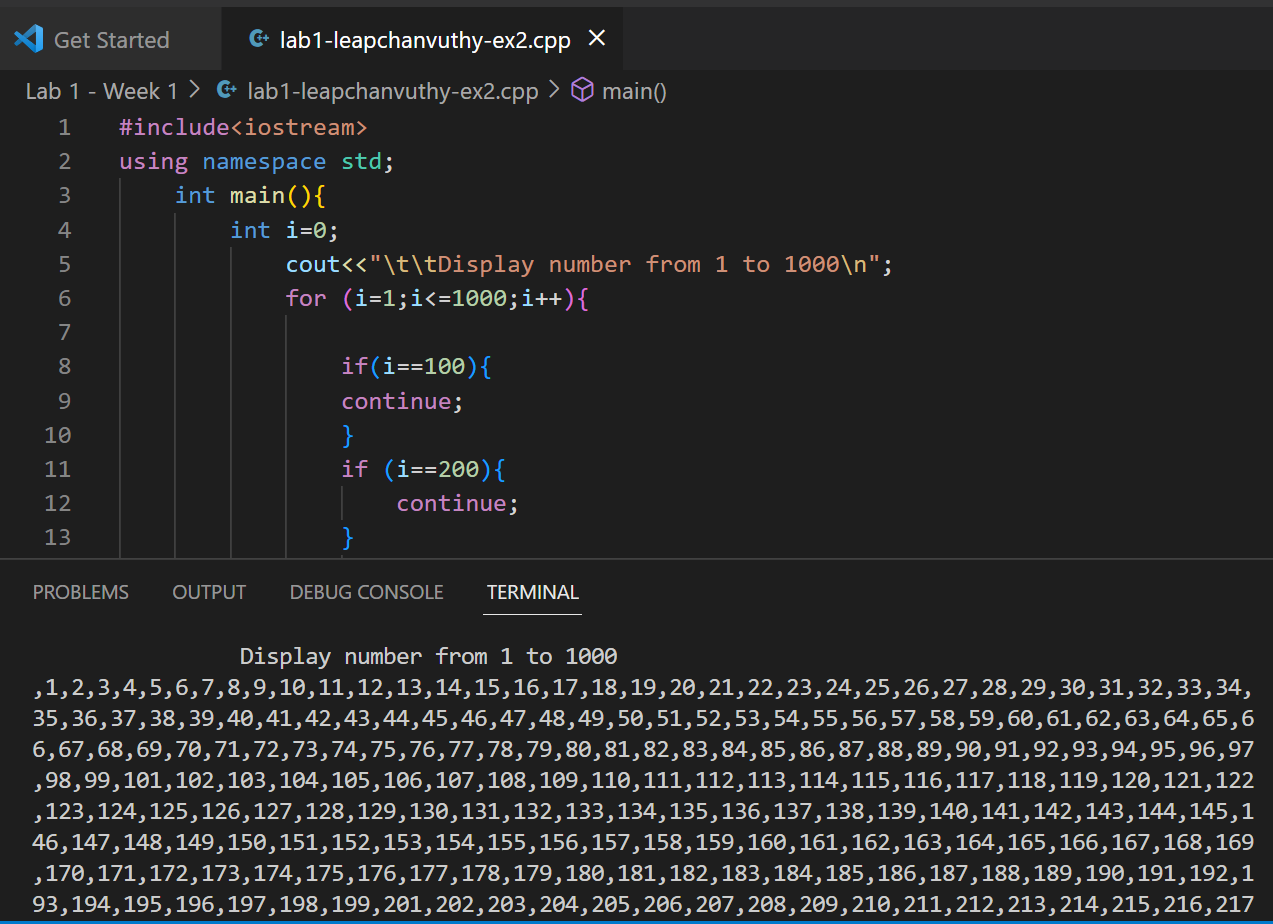 Get Started lab1-leapchanvuthy-ex2.cpp
Lab 1 - Week 1 > lab1-leapchanvuthy-ex2.cpp > main()
1 #include<iostream>
2 using namespace std;
3 int main(){
4 int i=0;
5 cout<<"\t\tDisplay number from 1 to 1000\n";
6 for (i=1;i<=1000;i++){
7
8 if(i==100){
9 continue;
10 }
11 if (i==200){
12 continue;
13 }
PROBLEMS OUTPUT DEBUG CONSOLE TERMINAL
Display number from 1 to 1000
,1,2,3,4,5,6,7,8,9,10,11,12,13,14,15,16,17,18,19,20,21,22,23,24,25,26,27,28,29,30,31,32,33,34,
35,36,37,38,39,40,41,42,43,44,45,46,47,48,49,50,51,52,53,54,55,56,57,58,59,60,61,62,63,64,65,6
6,67,68,69,70,71,72,73,74,75,76,77,78,79,80,81,82,83,84,85,86,87,88,89,90,91,92,93,94,95,96,97
,98,99,101,102,103,104,105,106,107,108,109,110,111,112,113,114,115,116,117,118,119,120,121,122
,123,124,125,126,127,128,129,130,131,132,133,134,135,136,137,138,139,140,141,142,143,144,145,1
46,147,148,149,150,151,152,153,154,155,156,157,158,159,160,161,162,163,164,165,166,167,168,169
,170,171,172,173,174,175,176,177,178,179,180,181,182,183,184,185,186,187,188,189,190,191,192,1
93,194,195,196,197,198,199,201,202,203,204,205,206,207,208,209,210,211,212,213,214,215,216,217